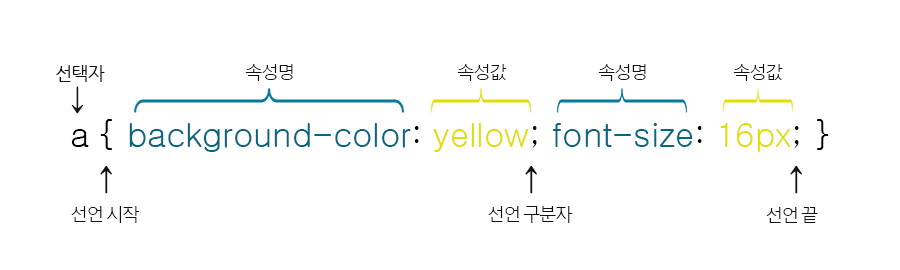 선택자 속성명 속성값 속성명 속성값
a { background-color: yellow; font-size: 16px; }
선언 시작 선언 구분자 선언 끝